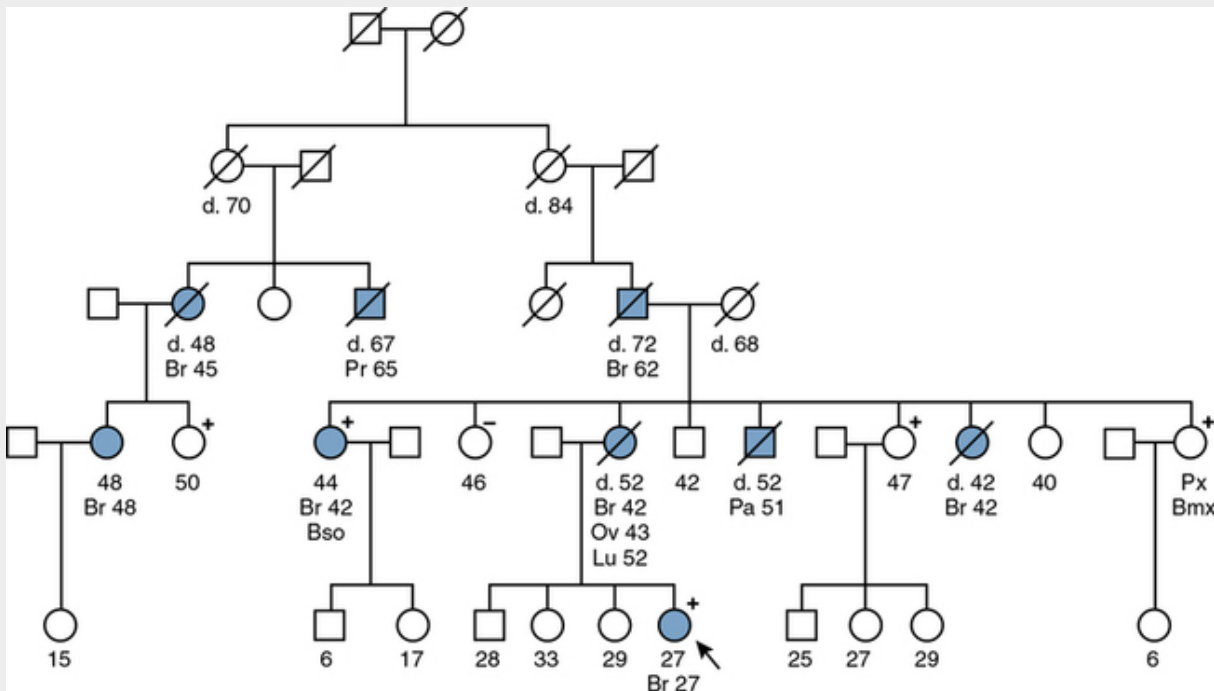 d. 70
d. 84
d. 48
Br 45
d. 67
Pr 65
d. 72
Br 62
d. 68
+
+
−
+
+
48
Br 48
50
44
Br 42
Bso
46
d. 52
Br 42
Ov 43
Lu 52
42
d. 52
Pa 51
47
d. 42
Br 42
40
Px
Bmx
+
15
6
17
28
33
29
27
Br 27
25
27
29
6